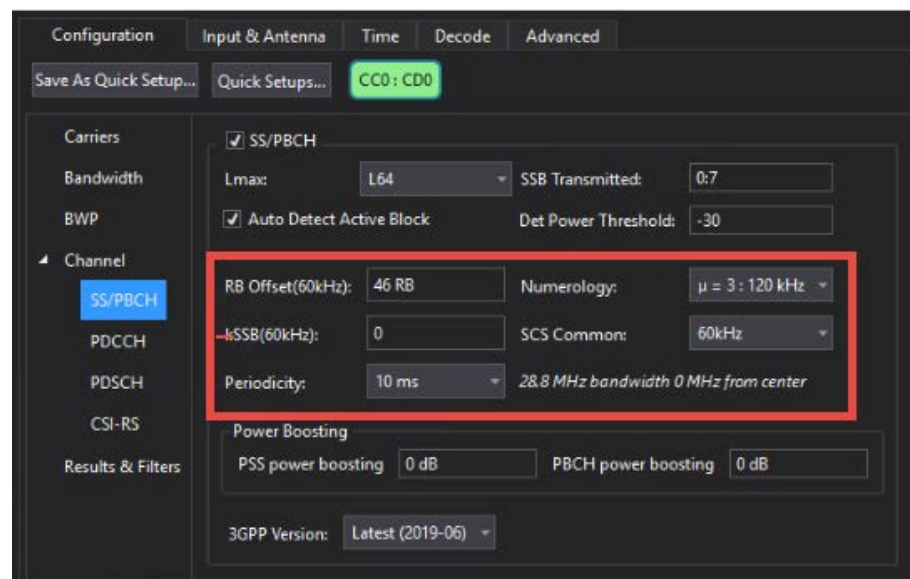 Configuration Input & Antenna Time Decode Advanced
Save As Quick Setup... Quick Setups... CC0 : CD0
Carriers
Bandwidth
BWP
Channel
SS/PBCH
PDCCH
PDSCH
CSI-RS
Results & Filters
SS/PBCH
Lmax: L64 SSB Transmitted: 0:7
Auto Detect Active Block Det Power Threshold: -30
RB Offset(60kHz): 46 RB Numerology: μ = 3 : 120 kHz
kSSB(60kHz): 0 SCS Common: 60kHz
Periodicity: 10 ms 28.8 MHz bandwidth 0 MHz from center
Power Boosting
PSS power boosting 0 dB PBCH power boosting 0 dB
3GPP Version: Latest (2019-06)